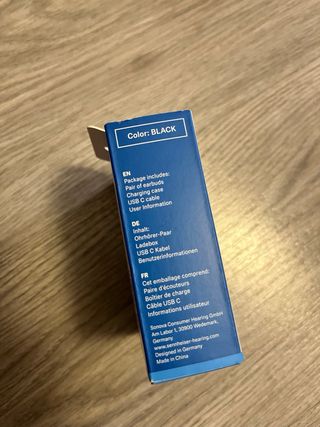 Color: BLACK
EN
Package includes:
Pair of earbuds
Charging case
USB C cable
User Information
DE
Inhalt:
Ohrhörer-Paar
Ladebox
USB C Kabel
Benutzerinformationen
FR
Cet emballage comprend:
Paire d'écouteurs
Boîtier de charge
Câble USB C
Informations utilisateur
Sonova Consumer Hearing GmbH
Am Labor 1, 30900 Wedemark,
Germany
www.sennheiser-hearing.com
Designed in Germany
Made in China